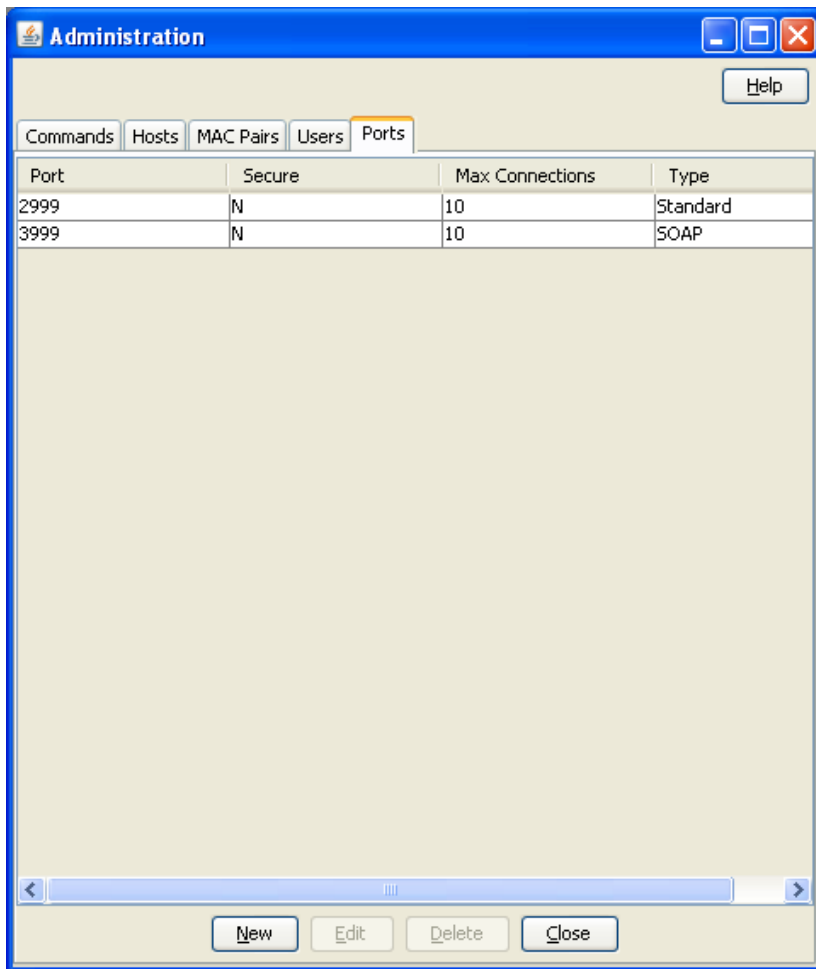 Administration
Help
Commands Hosts MAC Pairs Users Ports
Port Secure Max Connections Type
2999 N 10 Standard
3999 N 10 SOAP
New Edit Delete Close